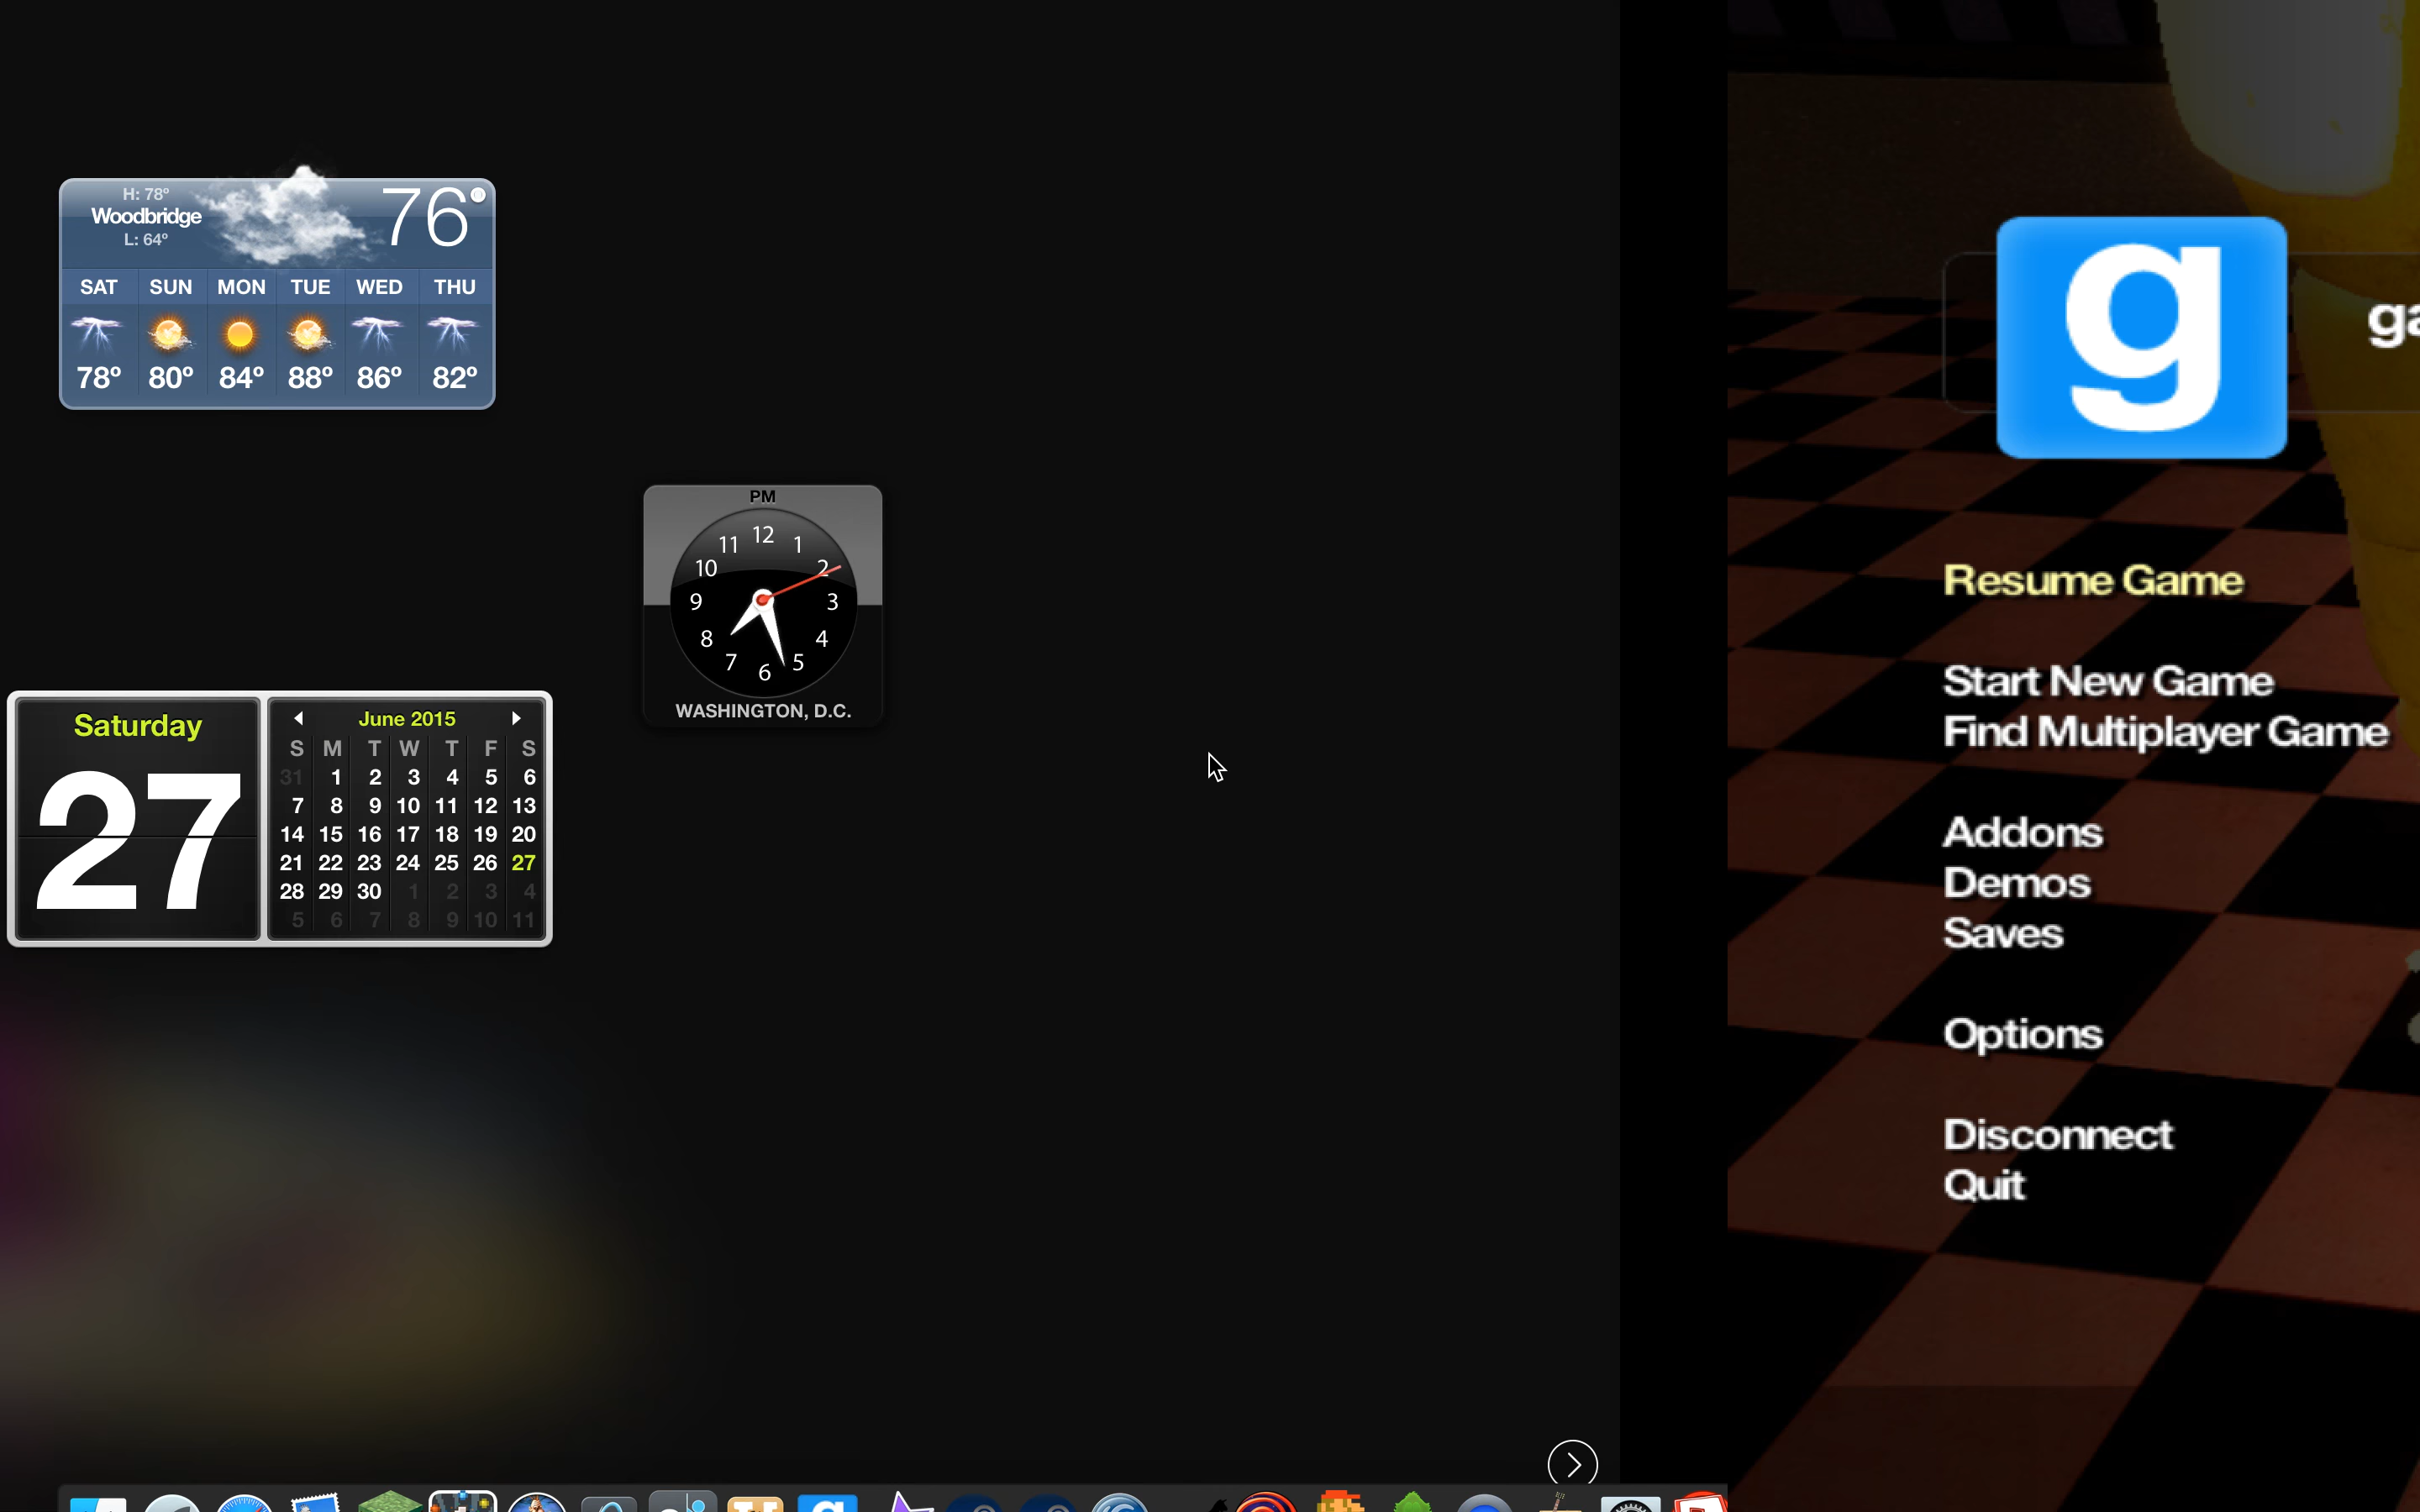 H: 78°
Woodbridge
L: 64°
76°
SAT SUN MON TUE WED THU
78° 80° 84° 88° 86° 82°
PM
12
11 1
10 2
9 3
8 4
7 5
6
WASHINGTON, D.C.
Saturday
27
June 2015
S M T W T F S
31 1 2 3 4 5 6
7 8 9 10 11 12 13
14 15 16 17 18 19 20
21 22 23 24 25 26 27
28 29 30 1 2 3 4
5 6 7 8 9 10 11
g
ga
Resume Game
Start New Game
Find Multiplayer Game
Addons
Demos
Saves
Options
Disconnect
Quit